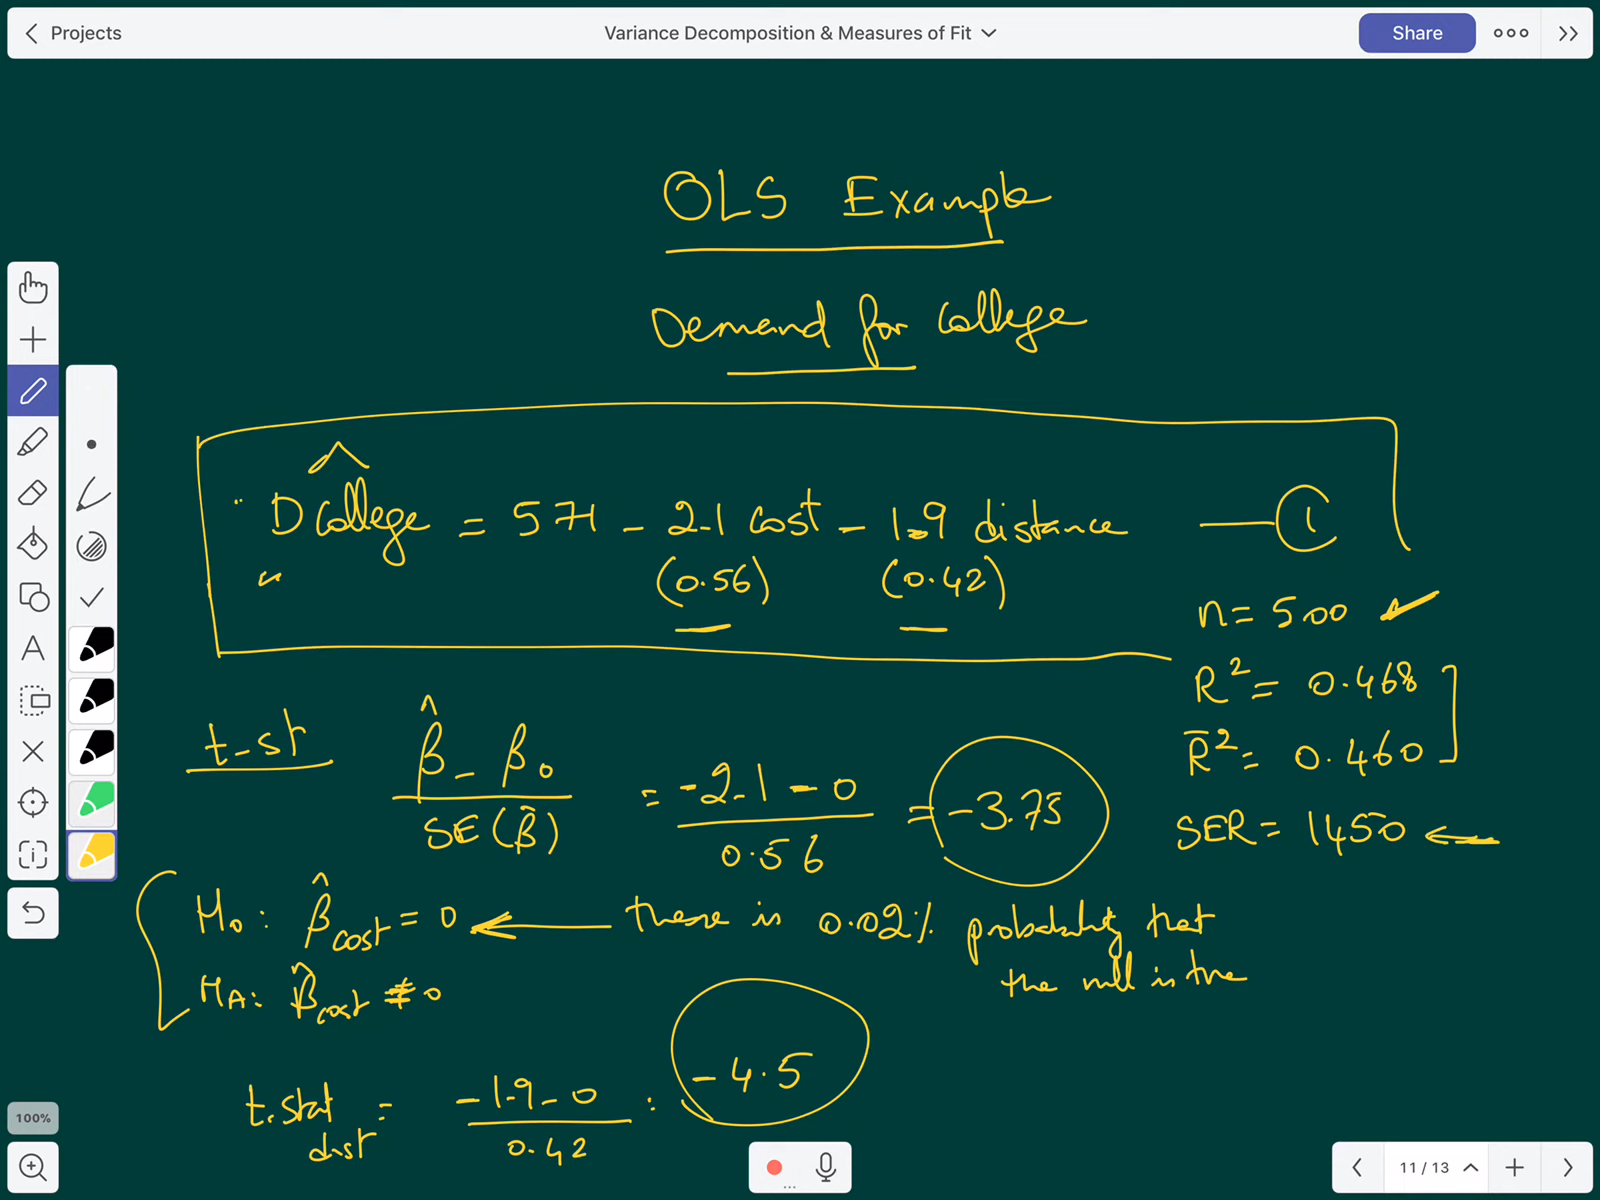 Projects
Variance Decomposition & Measures of Fit
Share
OLS Example
Demand for College
D College = 571 - 2.1 cost - 1.9 distance
1
(0.56) (0.42)
n = 500
R² = 0.468
R̄² = 0.460
SER = 1450
t-st
β̂ - β₀
SE(β̂)
= -2.1 - 0
0.56
= -3.75
H₀: β̂cost = 0 ← there is 0.02% probability that
the null is true
HA: β̂cost ≠ 0
t.stat dist = -1.9 - 0
0.42
: -4.5
100%
11 / 13